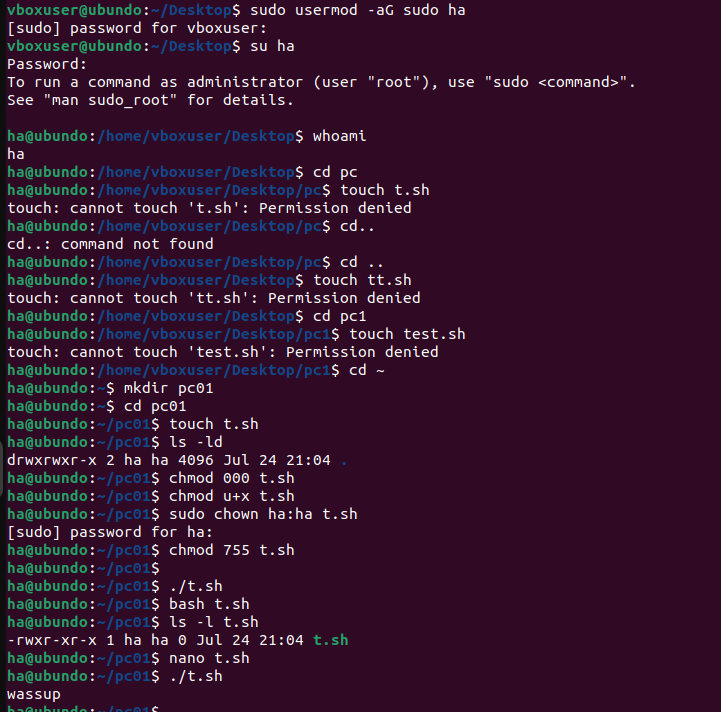 vboxuser@ubundo:~/Desktop$ sudo usermod -aG sudo ha
[sudo] password for vboxuser:
vboxuser@ubundo:~/Desktop$ su ha
Password:
To run a command as administrator (user "root"), use "sudo <command>".
See "man sudo_root" for details.

ha@ubundo:/home/vboxuser/Desktop$ whoami
ha
ha@ubundo:/home/vboxuser/Desktop$ cd pc
ha@ubundo:/home/vboxuser/Desktop/pc$ touch t.sh
touch: cannot touch 't.sh': Permission denied
ha@ubundo:/home/vboxuser/Desktop/pc$ cd..
cd..: command not found
ha@ubundo:/home/vboxuser/Desktop/pc$ cd ..
ha@ubundo:/home/vboxuser/Desktop$ touch tt.sh
touch: cannot touch 'tt.sh': Permission denied
ha@ubundo:/home/vboxuser/Desktop$ cd pc1
ha@ubundo:/home/vboxuser/Desktop/pc1$ touch test.sh
touch: cannot touch 'test.sh': Permission denied
ha@ubundo:/home/vboxuser/Desktop/pc1$ cd ~
ha@ubundo:~$ mkdir pc01
ha@ubundo:~$ cd pc01
ha@ubundo:~/pc01$ touch t.sh
ha@ubundo:~/pc01$ ls -ld
drwxrwxr-x 2 ha ha 4096 Jul 24 21:04 .
ha@ubundo:~/pc01$ chmod 000 t.sh
ha@ubundo:~/pc01$ chmod u+x t.sh
ha@ubundo:~/pc01$ sudo chown ha:ha t.sh
[sudo] password for ha:
ha@ubundo:~/pc01$ chmod 755 t.sh
ha@ubundo:~/pc01$
ha@ubundo:~/pc01$ ./t.sh
ha@ubundo:~/pc01$ bash t.sh
ha@ubundo:~/pc01$ ls -l t.sh
-rwxr-xr-x 1 ha ha 0 Jul 24 21:04 t.sh
ha@ubundo:~/pc01$ nano t.sh
ha@ubundo:~/pc01$ ./t.sh
wassup
ha@ubundo:~/pc01$